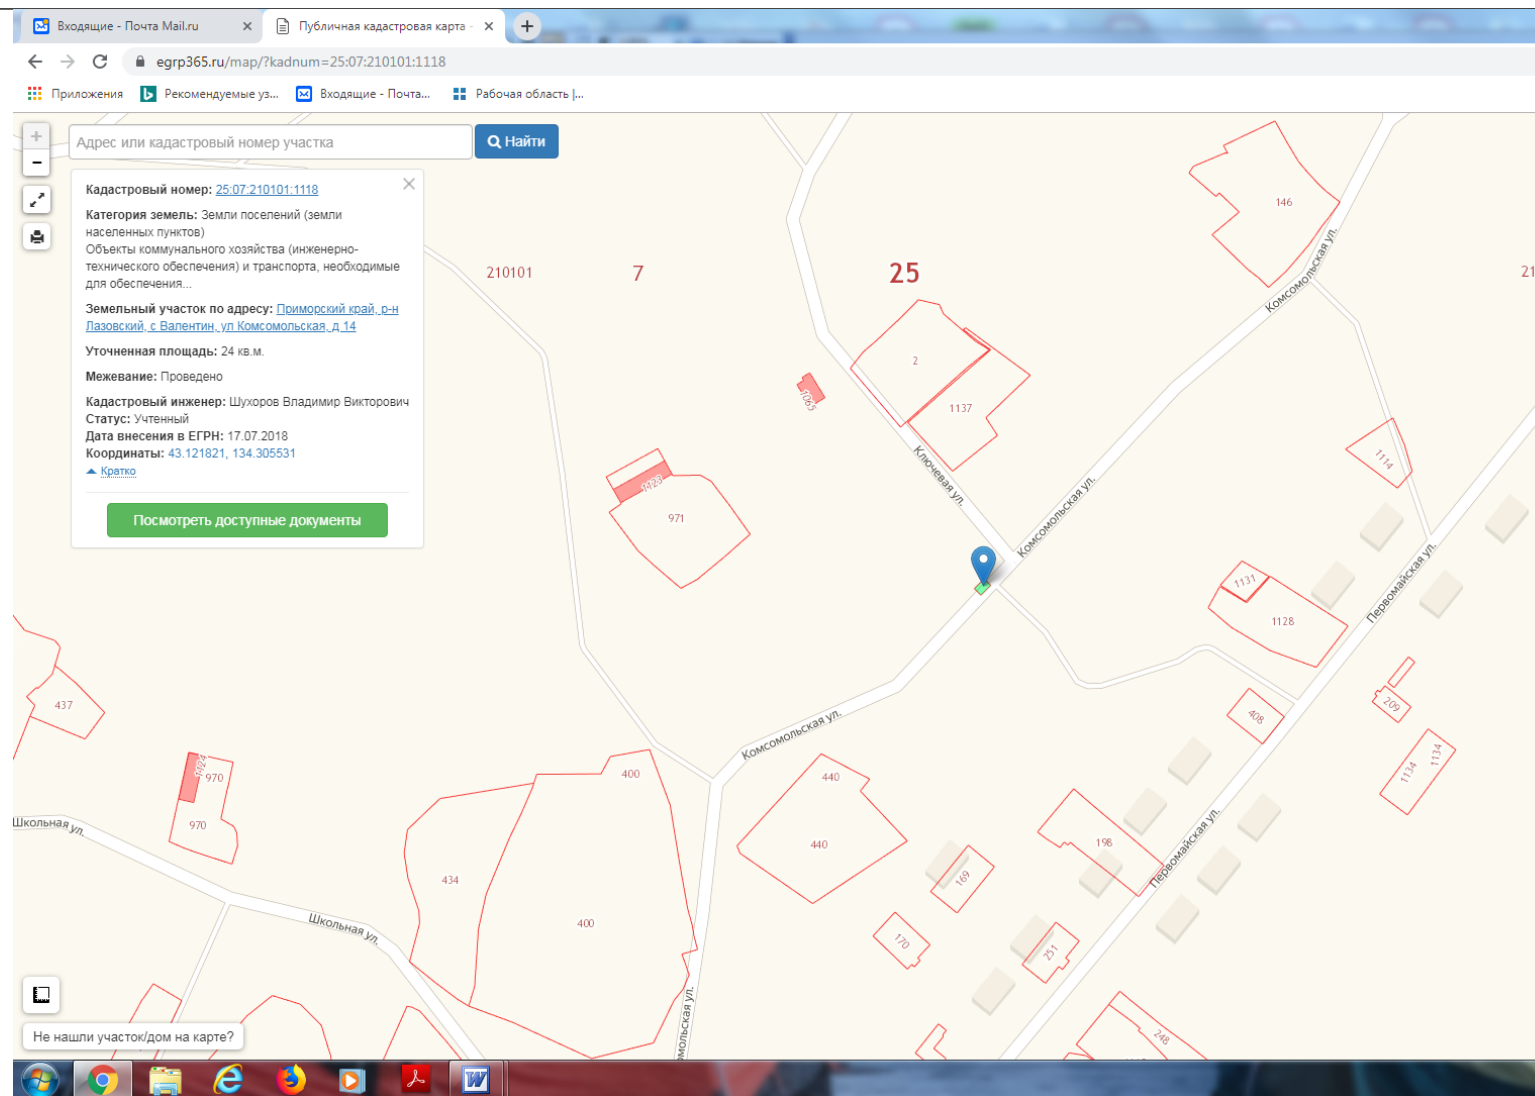 Входящие - Почта Mail.ru
Публичная кадастровая карта -
egrp365.ru/map/?kadnum=25:07:210101:1118
Приложения
Рекомендуемые уз...
Входящие - Почта...
Рабочая область |...
Адрес или кадастровый номер участка
Найти
Кадастровый номер: 25:07:210101:1118
Категория земель: Земли поселений (земли
населенных пунктов)
Объекты коммунального хозяйства (инженерно-
технического обеспечения) и транспорта, необходимые
для обеспечения...
Земельный участок по адресу: Приморский край, р-н
Лазовский, с Валентин, ул Комсомольская, д 14
Уточненная площадь: 24 кв.м.
Межевание: Проведено
Кадастровый инженер: Шухоров Владимир Викторович
Статус: Учтенный
Дата внесения в ЕГРН: 17.07.2018
Координаты: 43.121821, 134.305531
Кратко
Посмотреть доступные документы
146
Комсомольская ул.
210101
7
25
21
2
1065
1137
Ключевая ул.
Комсомольская ул.
1114
1123
971
1131
1128
Первомайская ул.
437
209
408
Комсомольская ул.
1124
970
970
400
440
1134
1134
Школьная ул.
440
198
Первомайская ул.
434
169
400
Школьная ул.
170
251
мольская ул.
248
Не нашли участок/дом на карте?